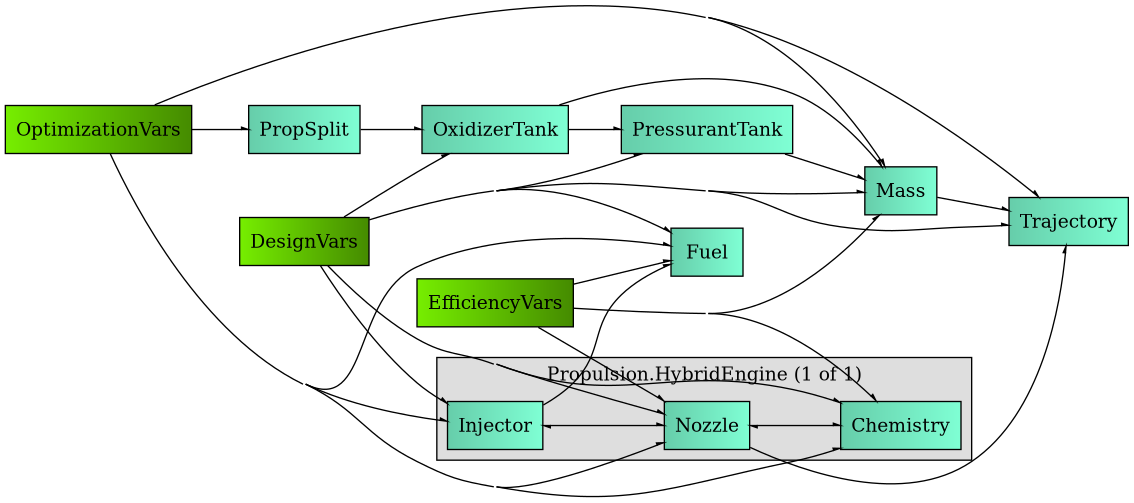 OptimizationVars
PropSplit
OxidizerTank
PressurantTank
Mass
Trajectory
DesignVars
Fuel
EfficiencyVars
Propulsion.HybridEngine (1 of 1)
Injector
Nozzle
Chemistry